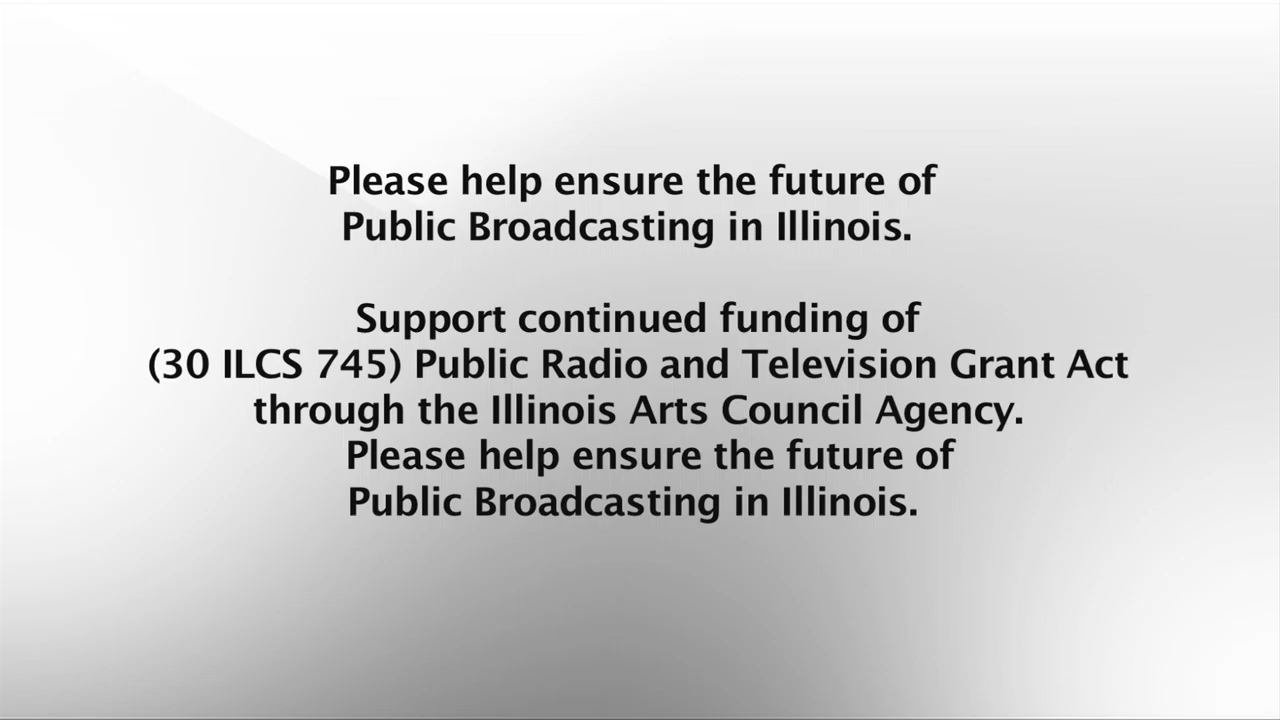 Please help ensure the future of
Public Broadcasting in Illinois.
Support continued funding of
(30 ILCS 745) Public Radio and Television Grant Act
through the Illinois Arts Council Agency.
Please help ensure the future of
Public Broadcasting in Illinois.